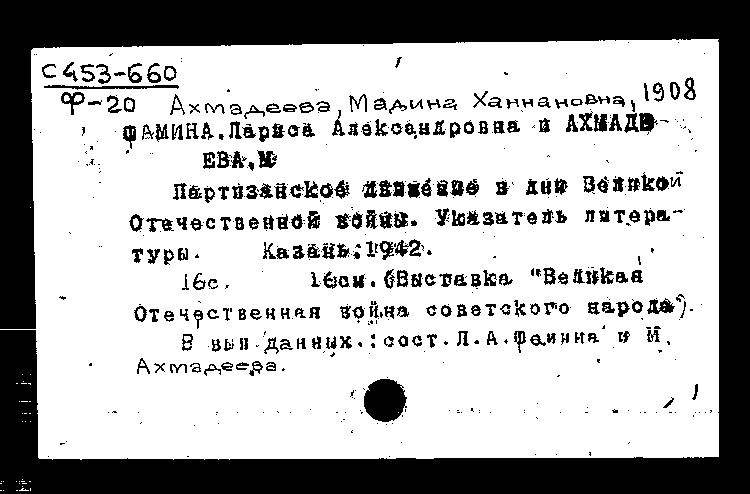 С453-660
Ф-20 Ахмадеева, Мадина Ханнановна, 1908
ФАМИНА, Лариса Александровна и АХМАДЕ
ЕВА, М
Партизанское движение в дни Великой
Отечественной войны. Указатель литера-
туры. Казань, 1942.
16с. 16см. (Выставка "Великая
Отечественная война советского народа").
В вып.данных.: сост. Л.А.Фамина и М.
Ахмадеева.